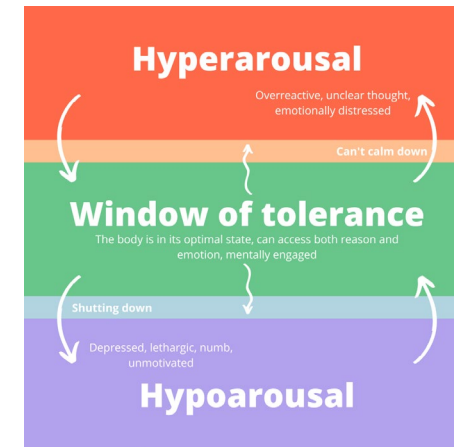 Hyperarousal
Overreactive, unclear thought,
emotionally distressed
Can't calm down
Window of tolerance
The body is in its optimal state, can access both reason and
emotion, mentally engaged
Shutting down
Depressed, lethargic, numb,
unmotivated
Hypoarousal